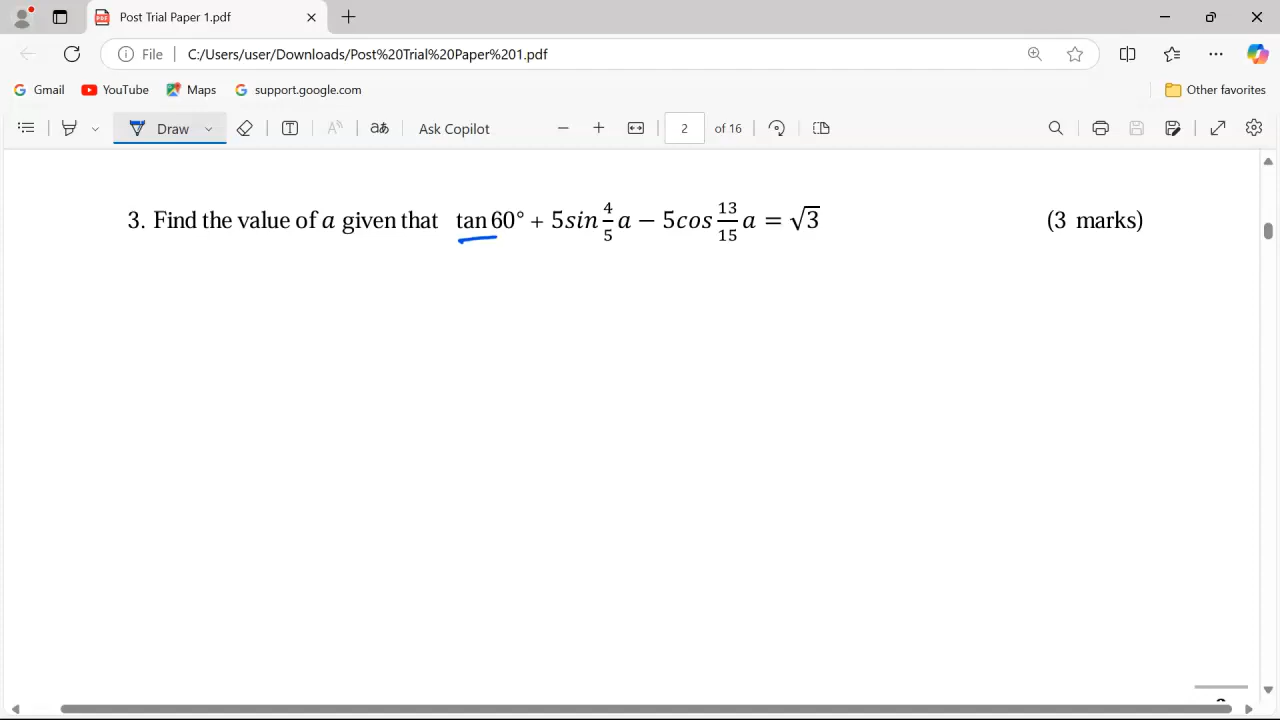 Post Trial Paper 1.pdf
File C:/Users/user/Downloads/Post%20Trial%20Paper%201.pdf
Gmail YouTube Maps support.google.com Other favorites
Draw Ask Copilot 2 of 16
3. Find the value of a given that tan 60° + 5sin 4/5 a − 5cos 13/15 a = √3 (3 marks)